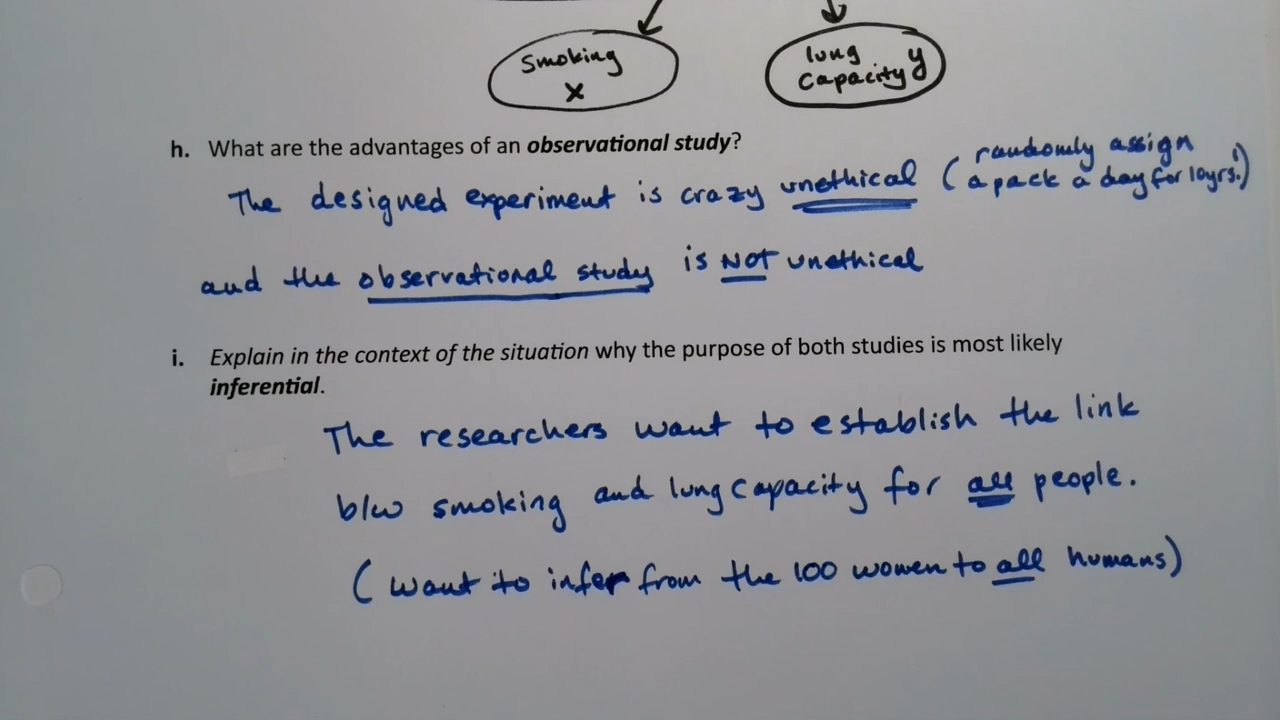 smoking
x
lung
capacity y
h. What are the advantages of an observational study?
The designed experiment is crazy unethical (randomly assign
a pack a day for 10yrs!)
and the observational study is NOT unethical
i. Explain in the context of the situation why the purpose of both studies is most likely
inferential.
The researchers want to establish the link
b/w smoking and lung capacity for all people.
(want to infer from the 100 women to all humans)